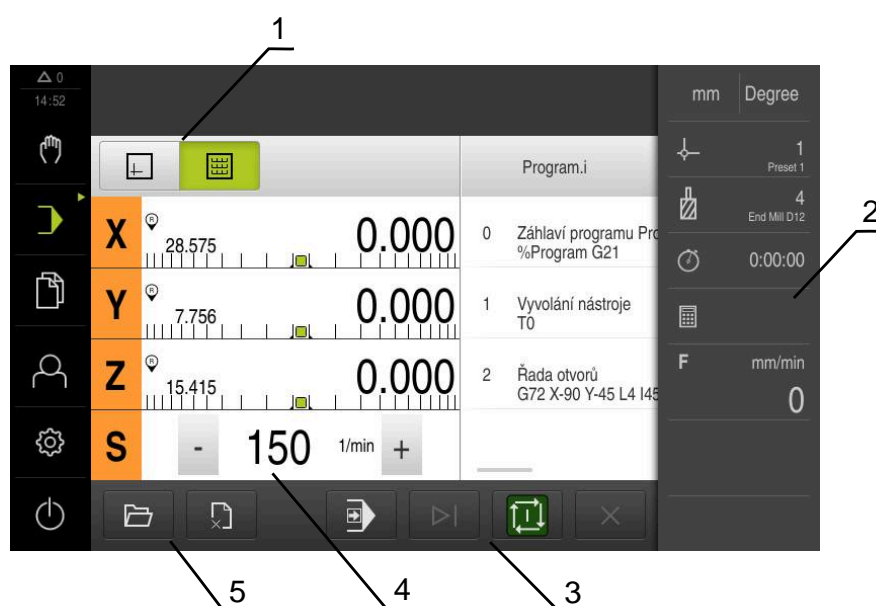 1
0
14:52
mm Degree
Program.i
1
Preset 1
X R 28.575 0.000
0 Záhlaví programu Pro
%Program G21
4
End Mill D12
2
0:00:00
Y R 7.756 0.000
1 Vyvolání nástroje
T0
F mm/min
0
Z R 15.415 0.000
2 Řada otvorů
G72 X-90 Y-45 L4 I45
S - 150 1/min +
5 4 3